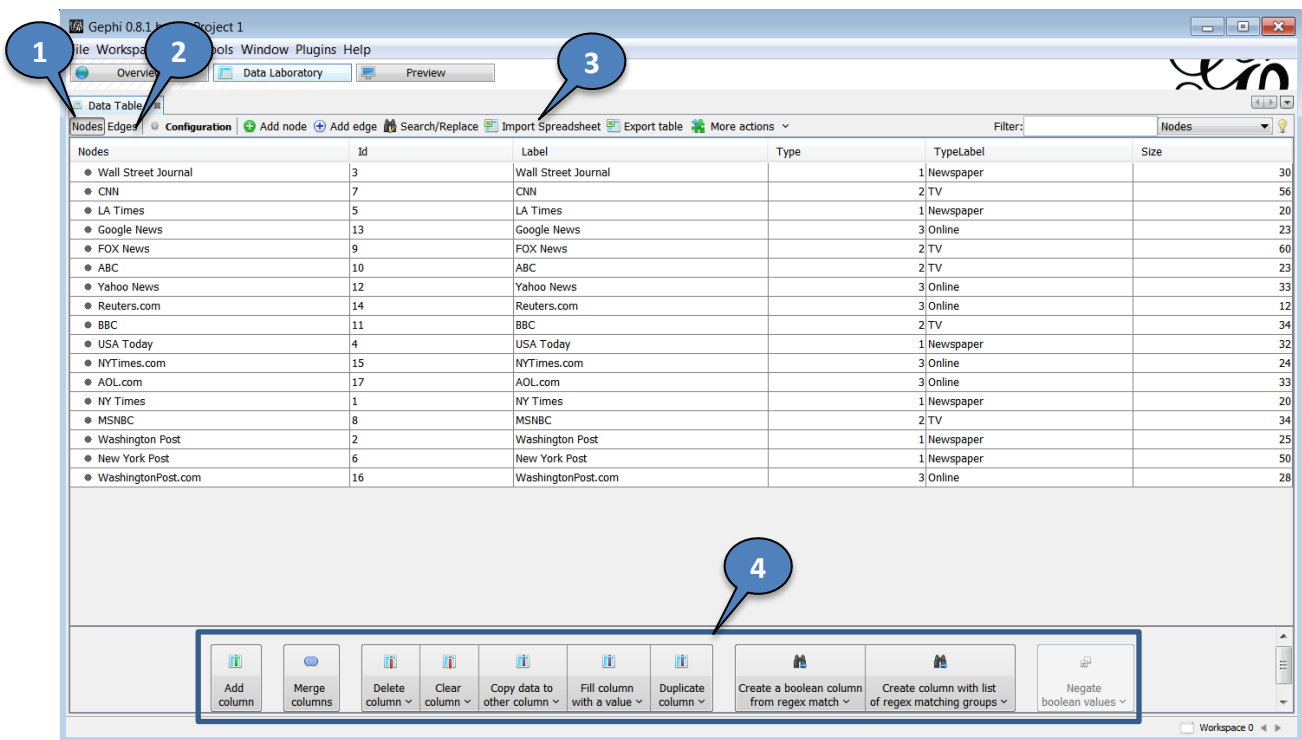 Gephi 0.8.1 Project 1
1
2
3
File Workspa ools Window Plugins Help
Overvie Data Laboratory Preview
Data Table
Nodes Edges Configuration Add node Add edge Search/Replace Import Spreadsheet Export table More actions Filter: Nodes
Nodes Id Label Type TypeLabel Size
Wall Street Journal 3 Wall Street Journal 1 Newspaper 30
CNN 7 CNN 2 TV 56
LA Times 5 LA Times 1 Newspaper 20
Google News 13 Google News 3 Online 23
FOX News 9 FOX News 2 TV 60
ABC 10 ABC 2 TV 23
Yahoo News 12 Yahoo News 3 Online 33
Reuters.com 14 Reuters.com 3 Online 12
BBC 11 BBC 2 TV 34
USA Today 4 USA Today 1 Newspaper 32
NYTimes.com 15 NYTimes.com 3 Online 24
AOL.com 17 AOL.com 3 Online 33
NY Times 1 NY Times 1 Newspaper 20
MSNBC 8 MSNBC 2 TV 34
Washington Post 2 Washington Post 1 Newspaper 25
New York Post 6 New York Post 1 Newspaper 50
WashingtonPost.com 16 WashingtonPost.com 3 Online 28
4
Add Merge Delete Clear Copy data to Fill column Duplicate Create a boolean column Create column with list Negate
column columns column column other column with a value column from regex match of regex matching groups boolean values
Workspace 0